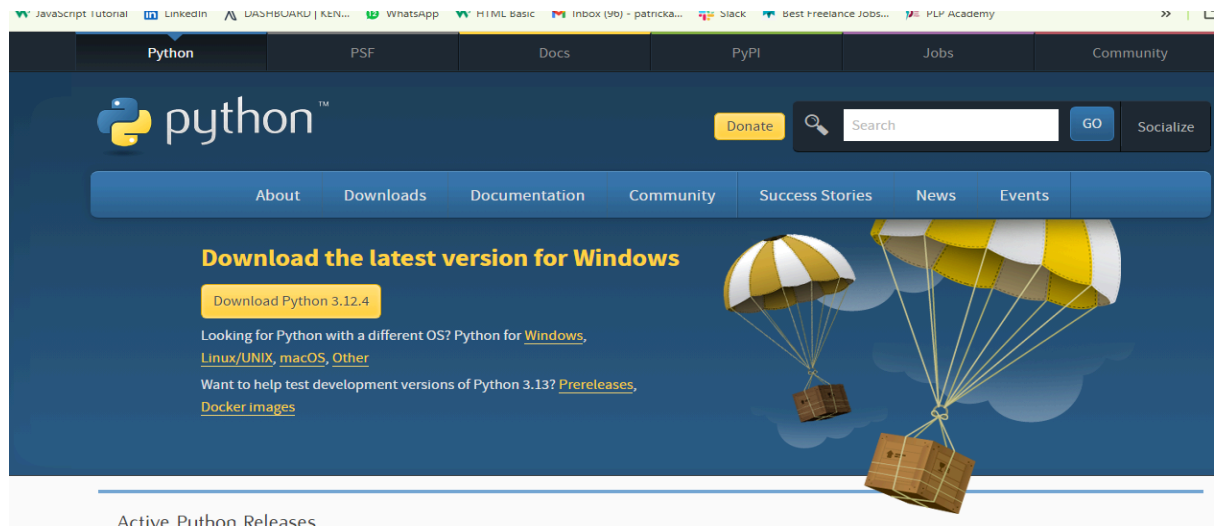 JavaScript Tutorial LinkedIn DASHBOARD | KEN... WhatsApp HTML Basic Inbox (96) - patricka... Slack Best Freelance Jobs... PLP Academy »
Python PSF Docs PyPI Jobs Community
python™
Donate Search GO Socialize
About Downloads Documentation Community Success Stories News Events
Download the latest version for Windows
Download Python 3.12.4
Looking for Python with a different OS? Python for Windows,
Linux/UNIX, macOS, Other
Want to help test development versions of Python 3.13? Prereleases,
Docker images
Active Python Releases